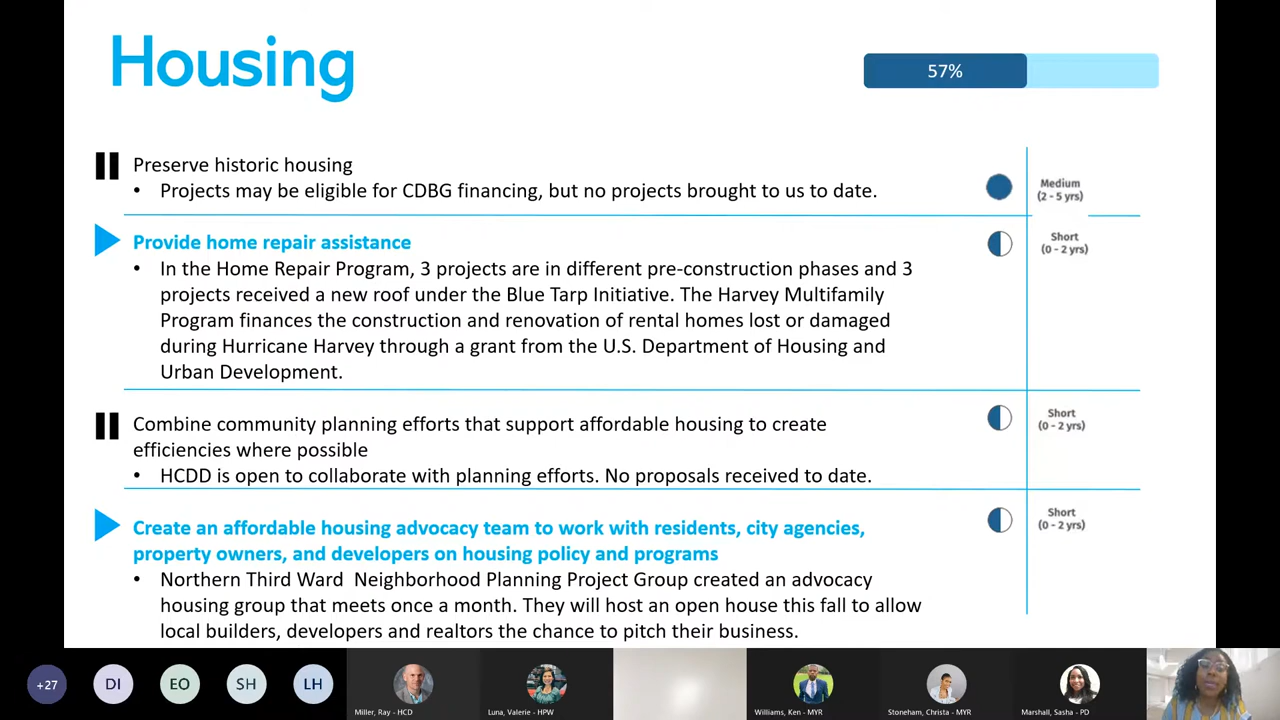 Housing
57%
Preserve historic housing
• Projects may be eligible for CDBG financing, but no projects brought to us to date.
Medium
(2 - 5 yrs)
Provide home repair assistance
Short
(0 - 2 yrs)
• In the Home Repair Program, 3 projects are in different pre-construction phases and 3
projects received a new roof under the Blue Tarp Initiative. The Harvey Multifamily
Program finances the construction and renovation of rental homes lost or damaged
during Hurricane Harvey through a grant from the U.S. Department of Housing and
Urban Development.
Combine community planning efforts that support affordable housing to create
efficiencies where possible
Short
(0 - 2 yrs)
• HCDD is open to collaborate with planning efforts. No proposals received to date.
Create an affordable housing advocacy team to work with residents, city agencies,
property owners, and developers on housing policy and programs
Short
(0 - 2 yrs)
• Northern Third Ward  Neighborhood Planning Project Group created an advocacy
housing group that meets once a month. They will host an open house this fall to allow
local builders, developers and realtors the chance to pitch their business.
+27
DI
EO
SH
LH
Miller, Ray - HCD
Luna, Valerie - HPW
Williams, Ken - MYR
Stoneham, Christa - MYR
Marshall, Sasha - PD